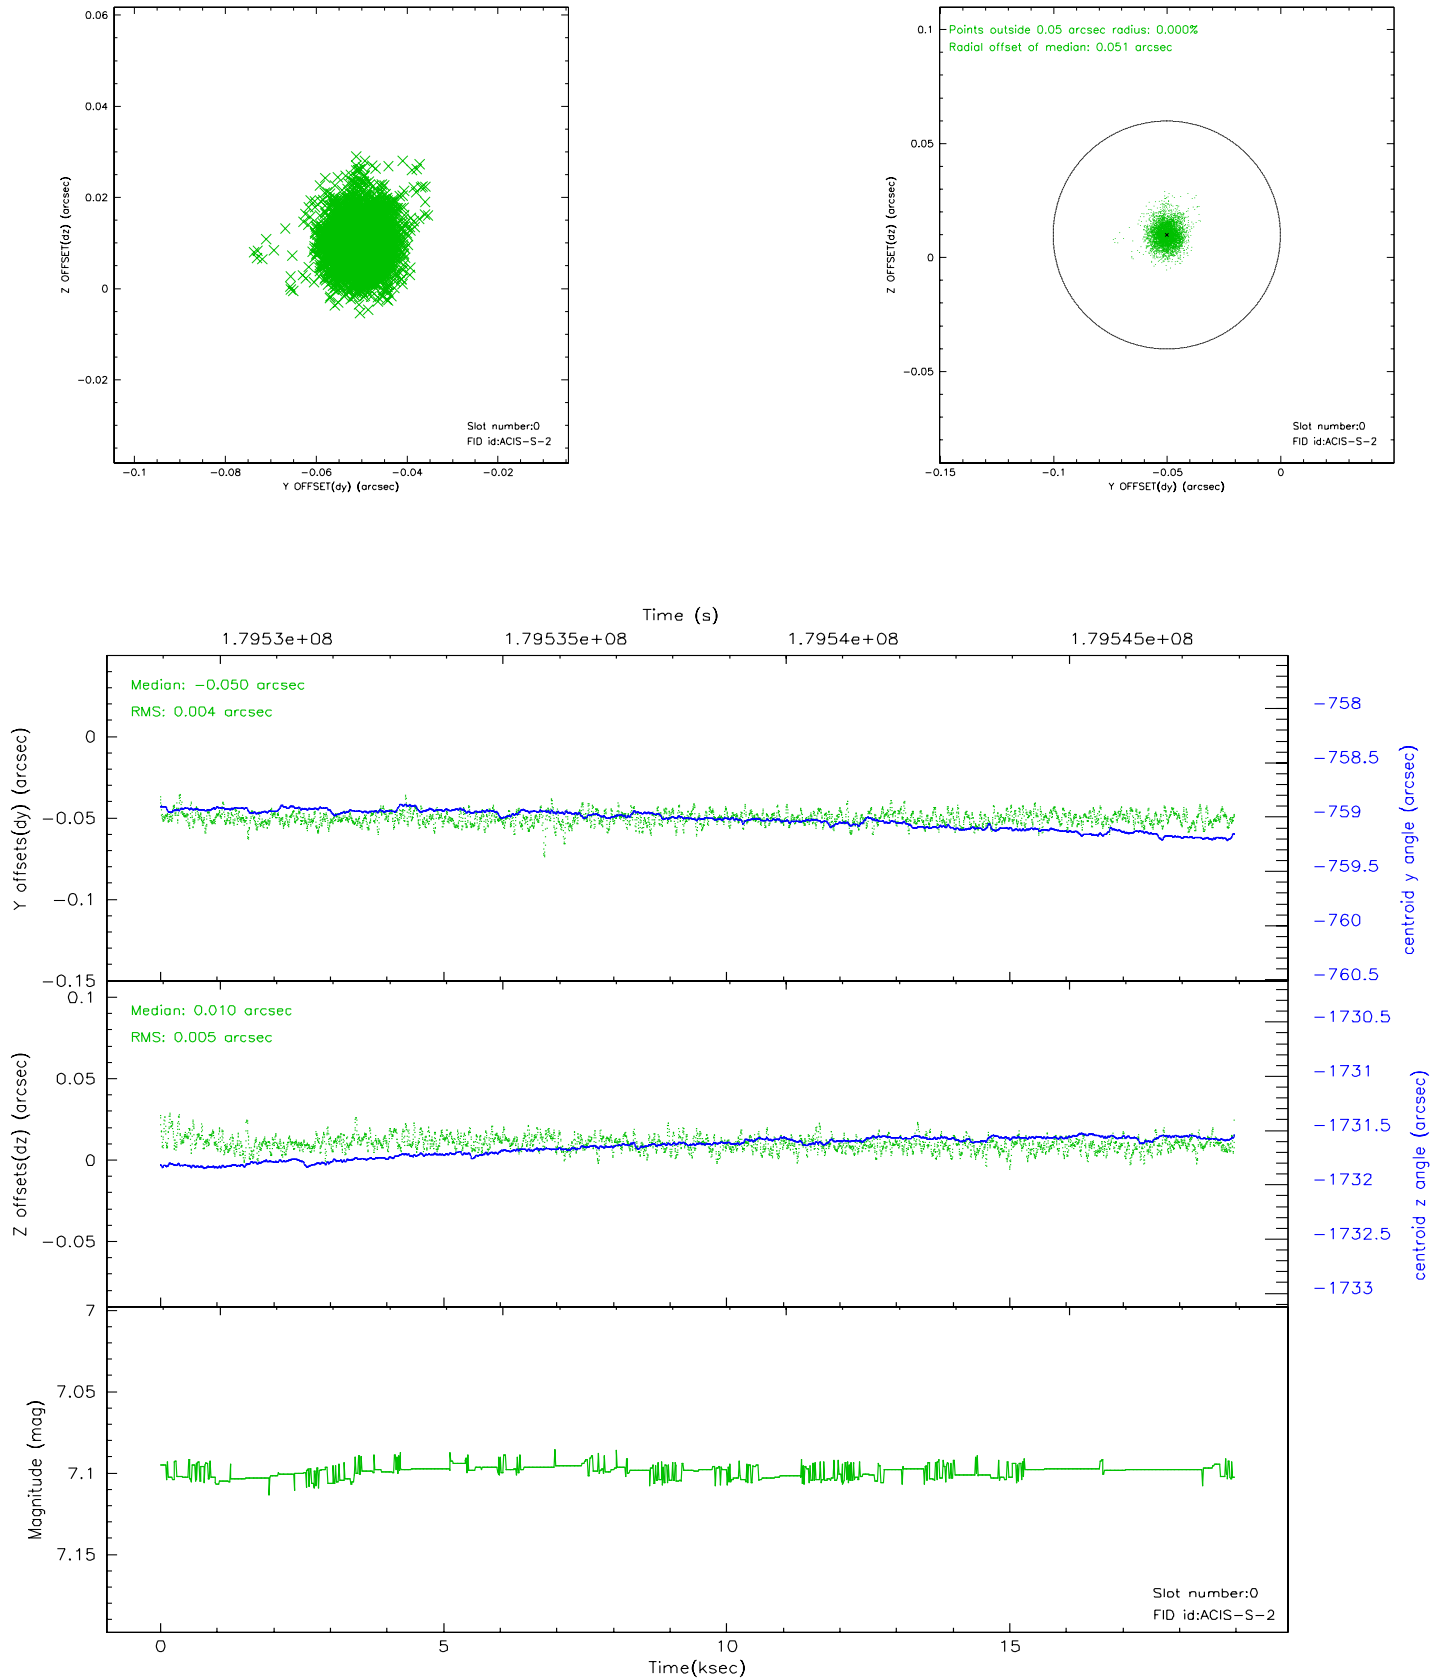 0.06
0.04
0.02
0
-0.02
Z OFFSET(dz) (arcsec)
-0.1 -0.08 -0.06 -0.04 -0.02
Y OFFSET(dy) (arcsec)
Slot number:0
FID id:ACIS-S-2
Points outside 0.05 arcsec radius: 0.000%
Radial offset of median: 0.051 arcsec
0.1
0.05
0
-0.05
Z OFFSET(dz) (arcsec)
-0.15 -0.1 -0.05 0
Y OFFSET(dy) (arcsec)
Slot number:0
FID id:ACIS-S-2
Time (s)
1.7953e+08 1.79535e+08 1.7954e+08 1.79545e+08
Median: -0.050 arcsec
RMS: 0.004 arcsec
0
-0.05
-0.1
-0.15
Y offsets(dy) (arcsec)
-758
-758.5
-759
-759.5
-760
-760.5
centroid y angle (arcsec)
Median: 0.010 arcsec
RMS: 0.005 arcsec
0.1
0.05
0
-0.05
Z offsets(dz) (arcsec)
-1730.5
-1731
-1731.5
-1732
-1732.5
-1733
centroid z angle (arcsec)
7
7.05
7.1
7.15
Magnitude (mag)
Slot number:0
FID id:ACIS-S-2
0 5 10 15
Time(ksec)